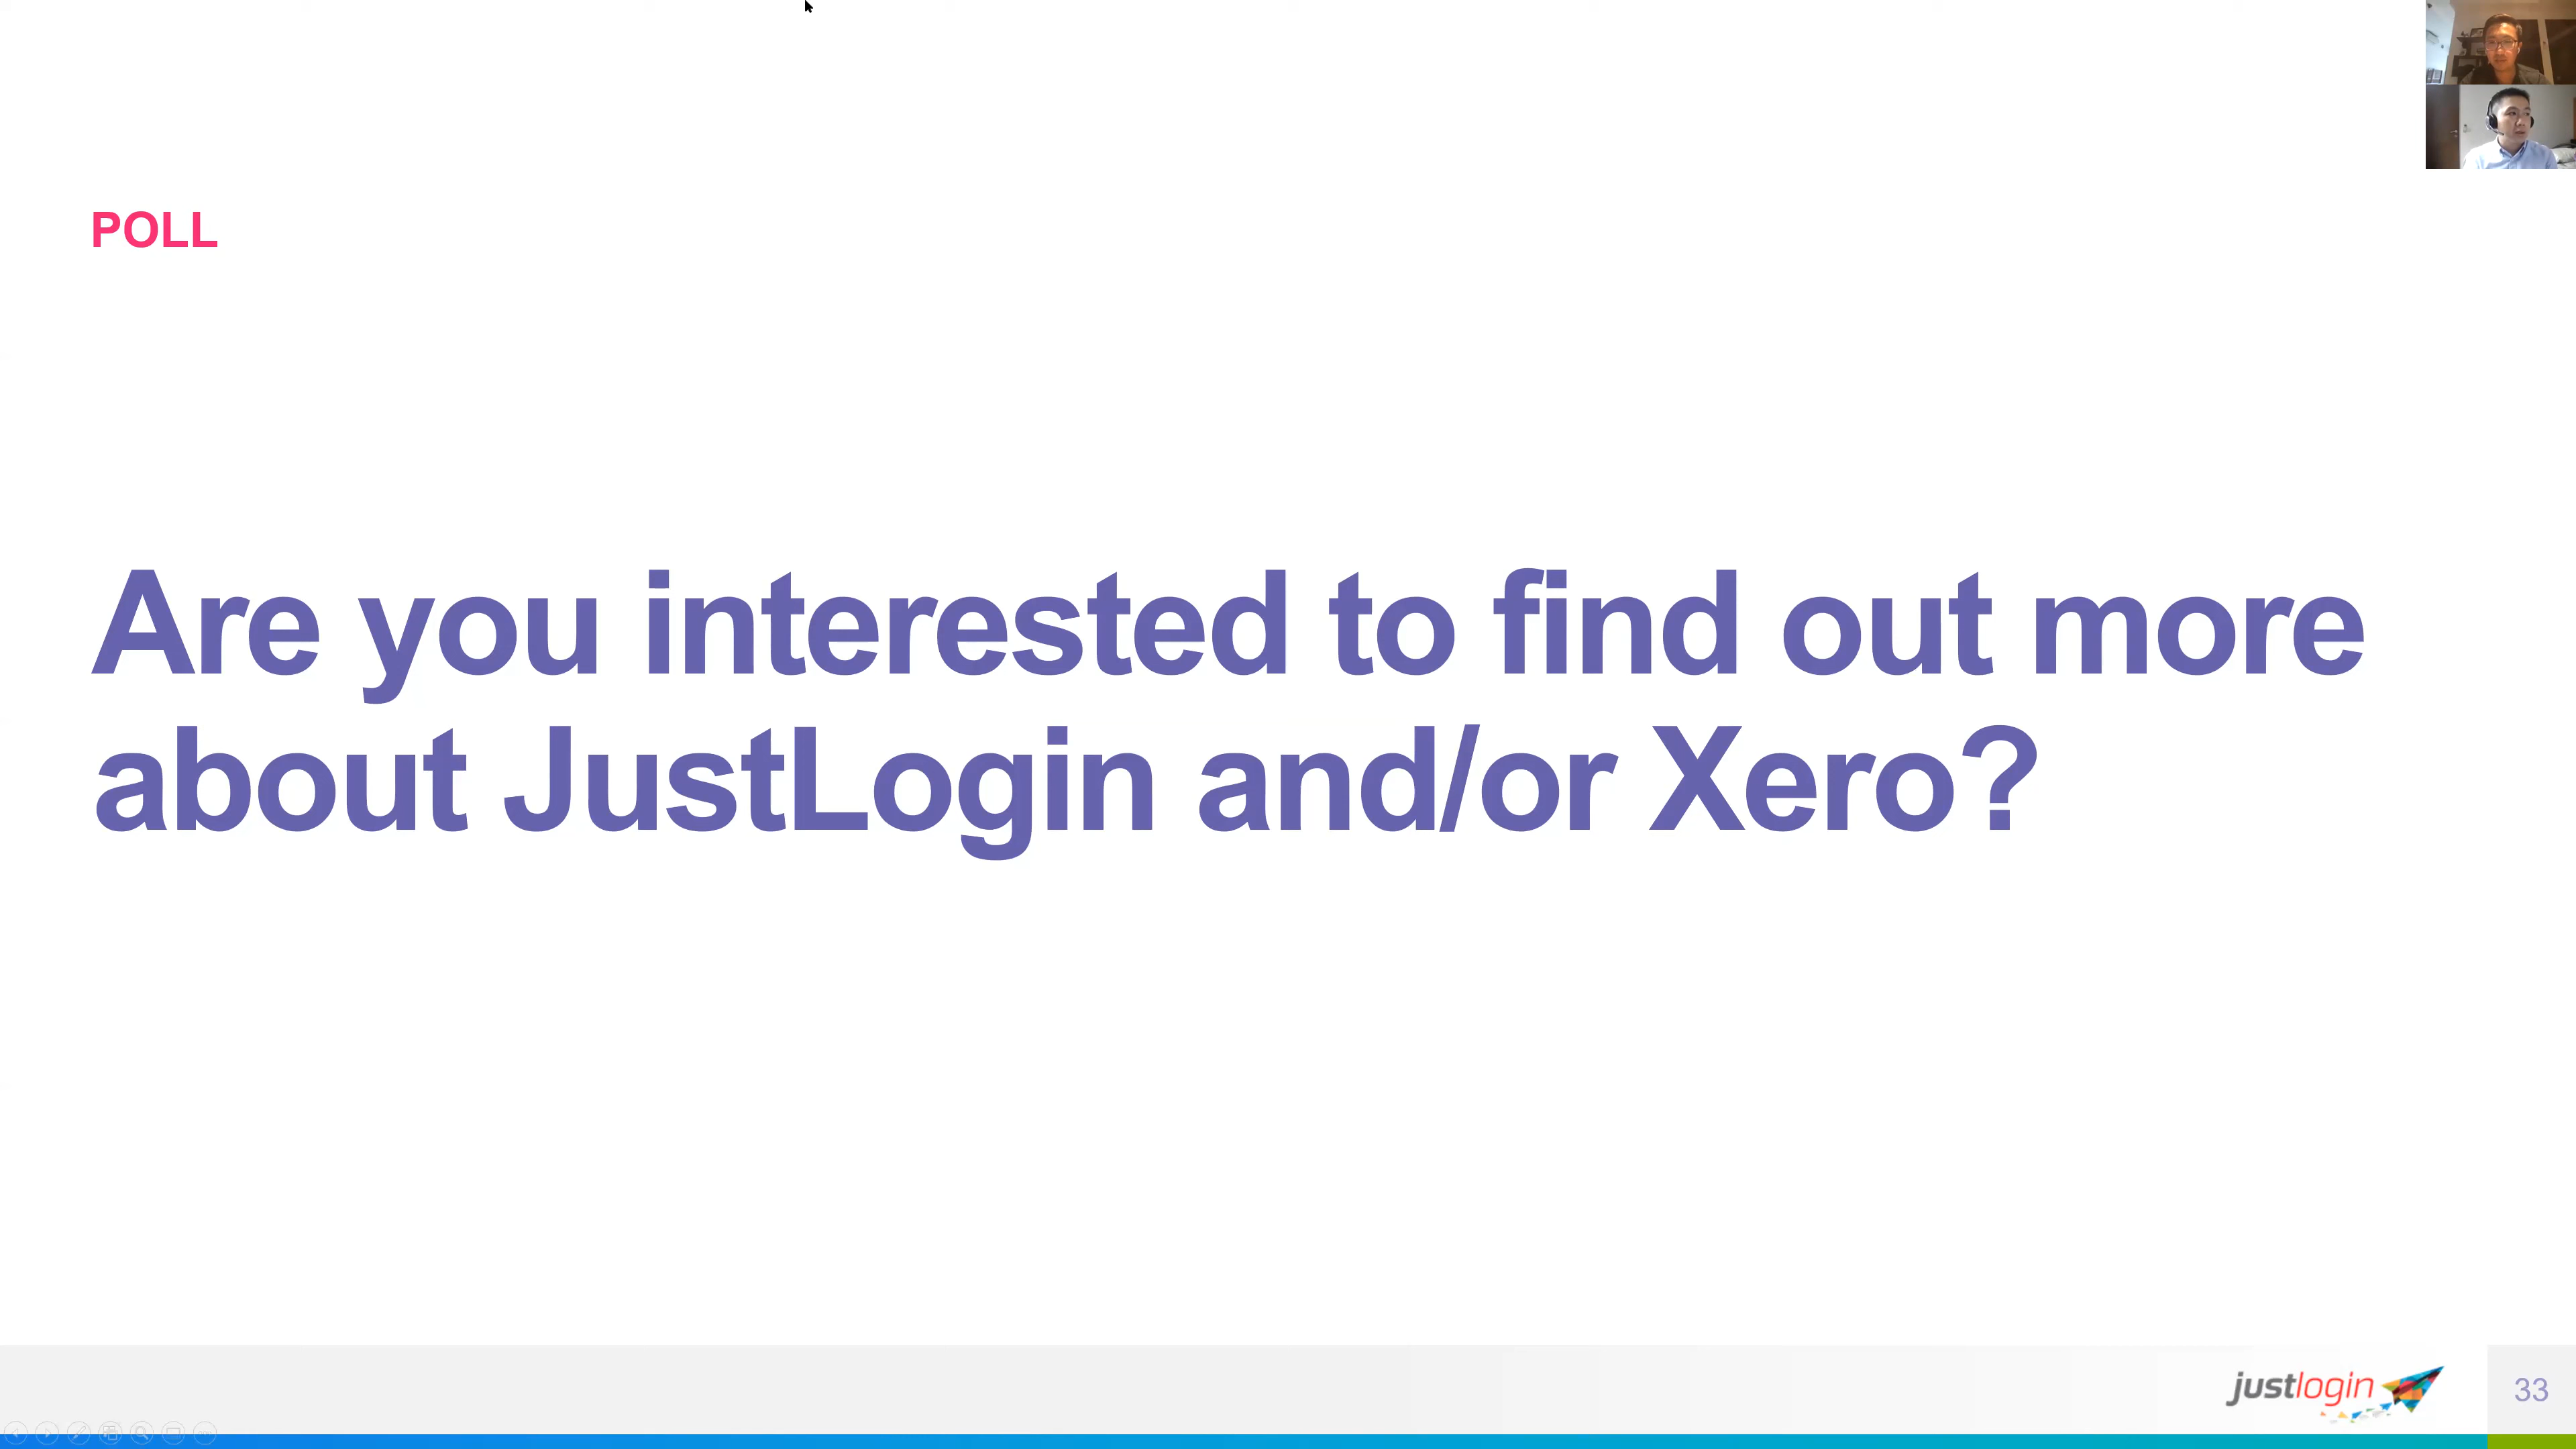 POLL
Are you interested to find out more
about JustLogin and/or Xero?
justlogin
33